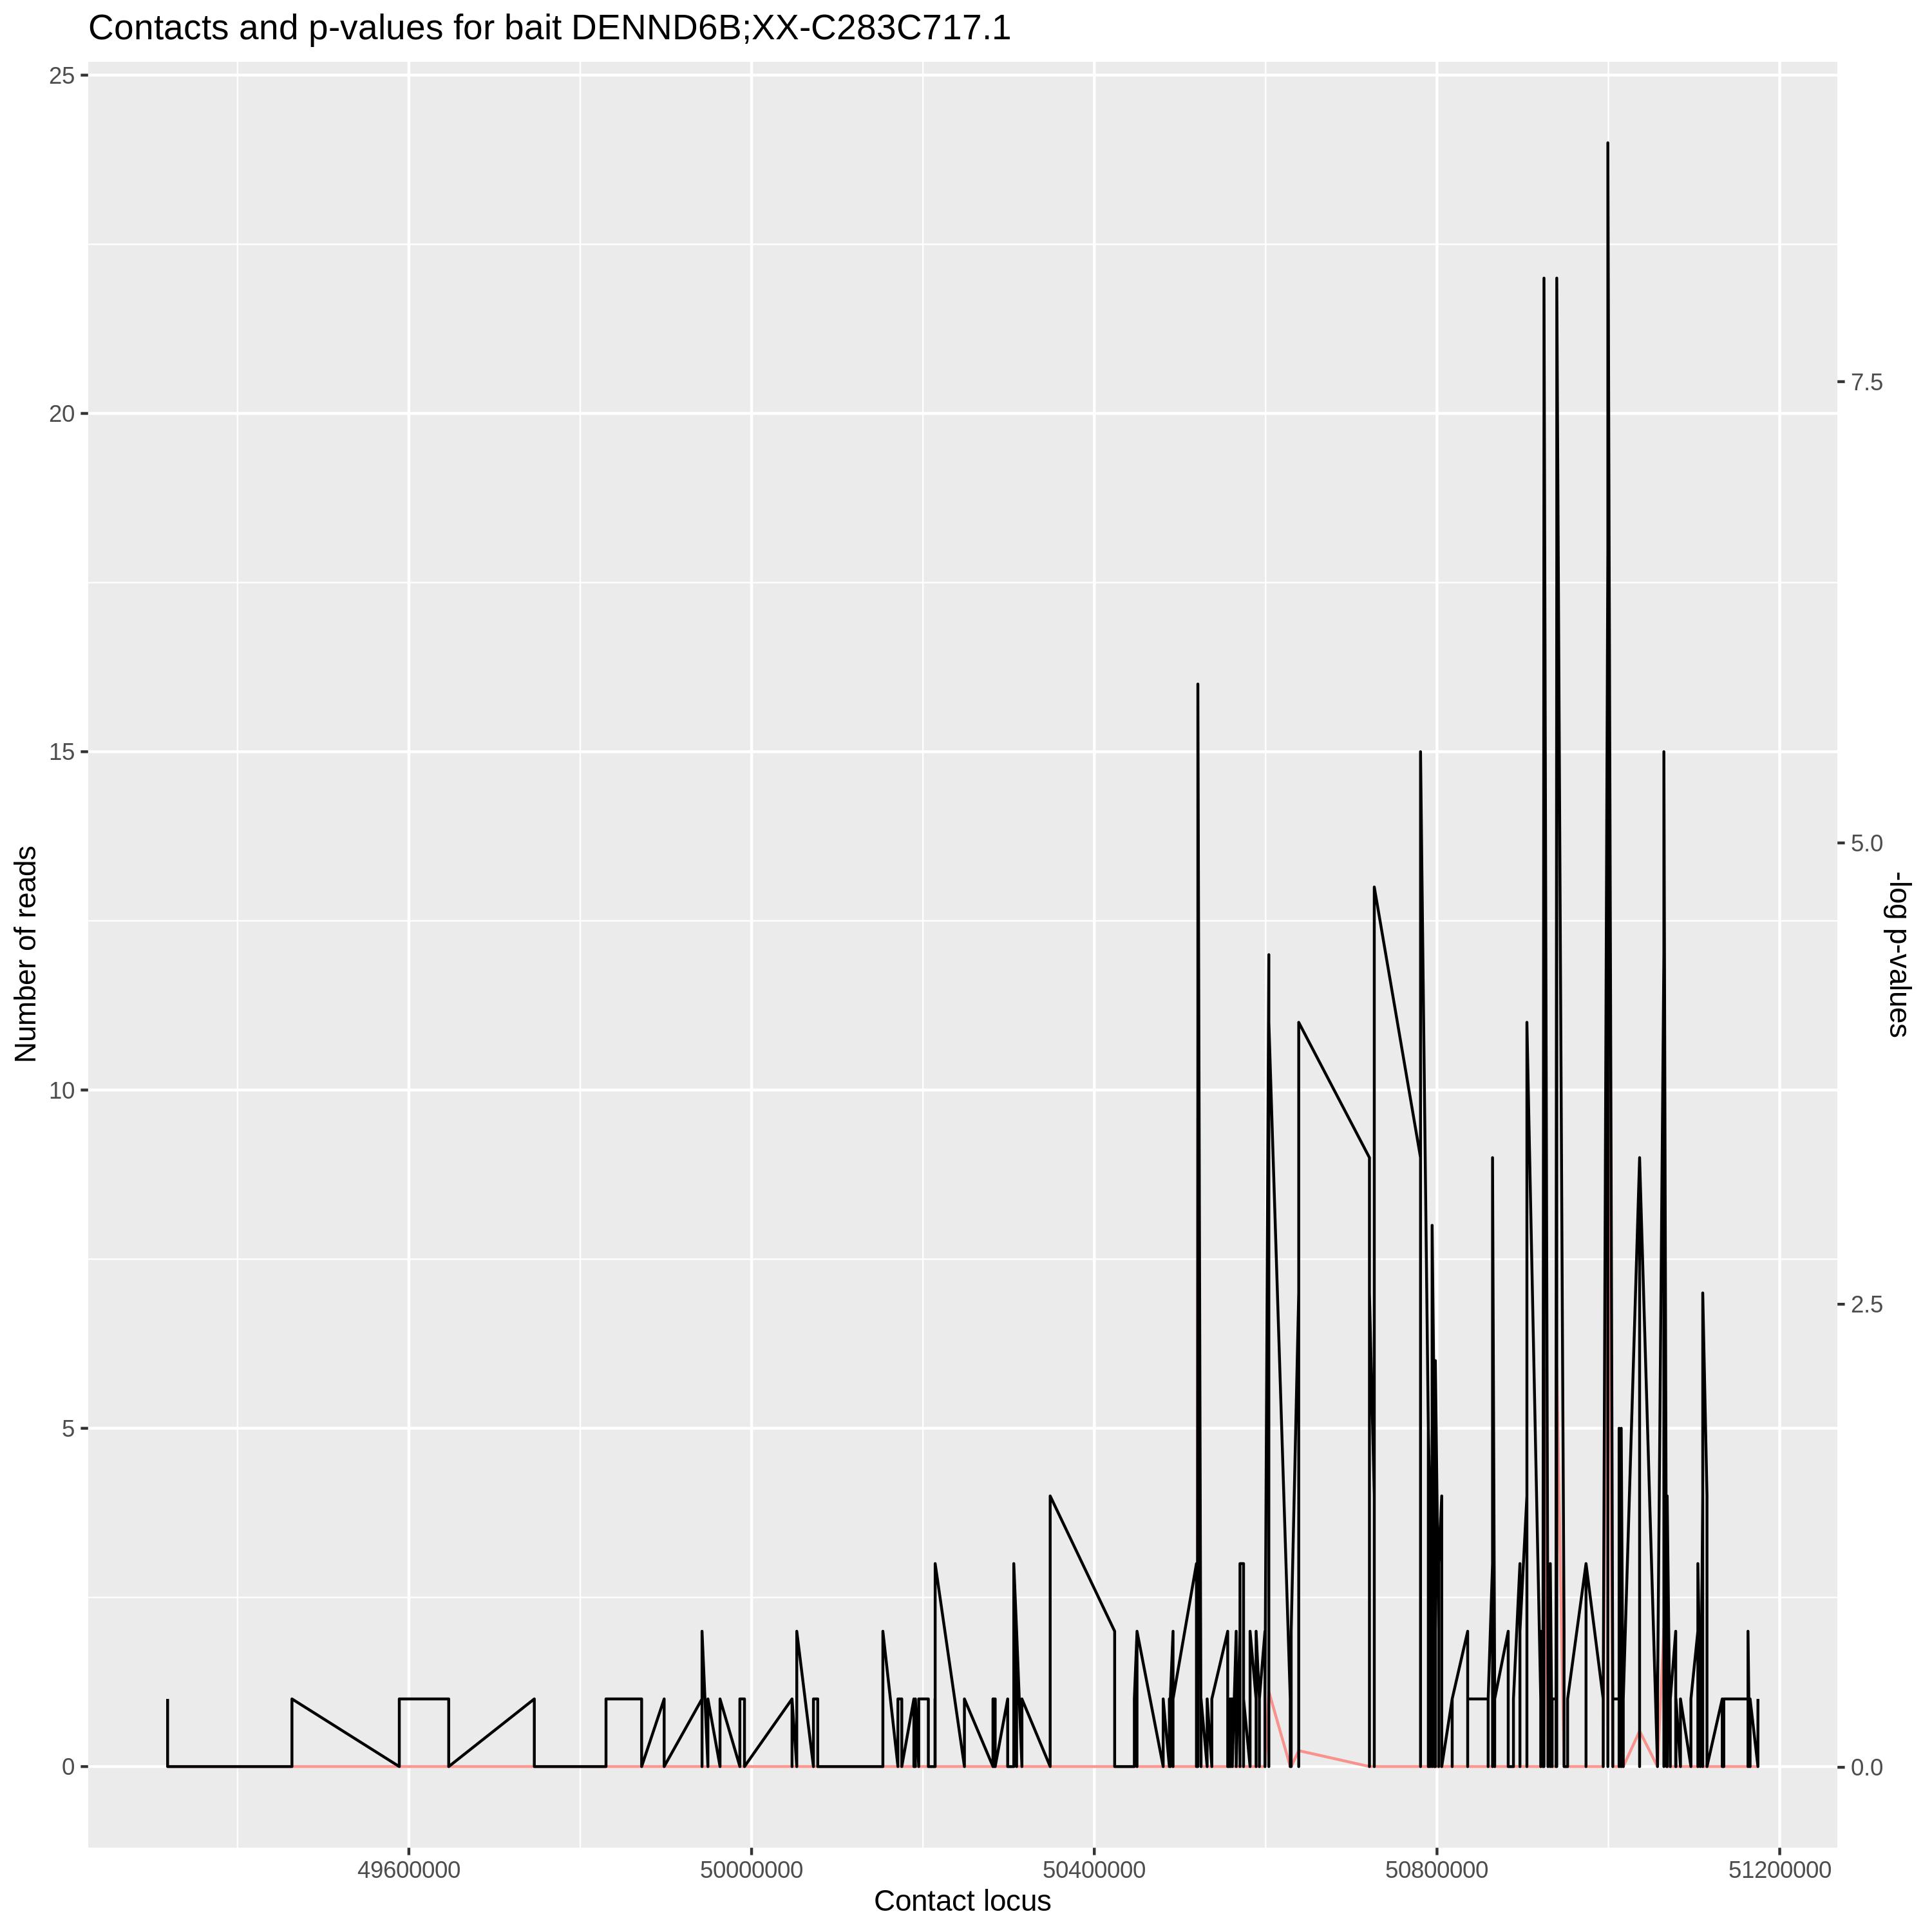 Contacts and p-values for bait DENND6B;XX-C283C717.1
25
20
15
10
5
0
Number of reads
7.5
5.0
2.5
0.0
-log p-values
49600000 50000000 50400000 50800000 51200000
Contact locus